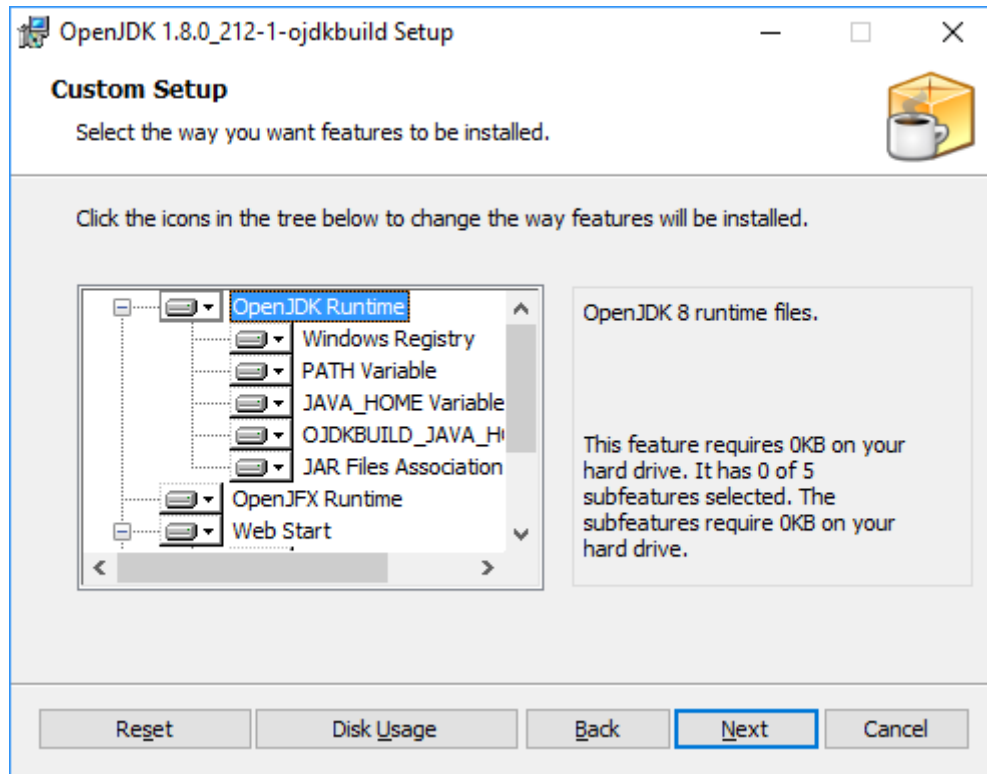 OpenJDK 1.8.0_212-1-ojdkbuild Setup
Custom Setup
Select the way you want features to be installed.
Click the icons in the tree below to change the way features will be installed.
OpenJDK Runtime
Windows Registry
PATH Variable
JAVA_HOME Variable
OJDKBUILD_JAVA_H
JAR Files Association
OpenJFX Runtime
Web Start
OpenJDK 8 runtime files.
This feature requires 0KB on your
hard drive. It has 0 of 5
subfeatures selected. The
subfeatures require 0KB on your
hard drive.
Reset
Disk Usage
Back
Next
Cancel